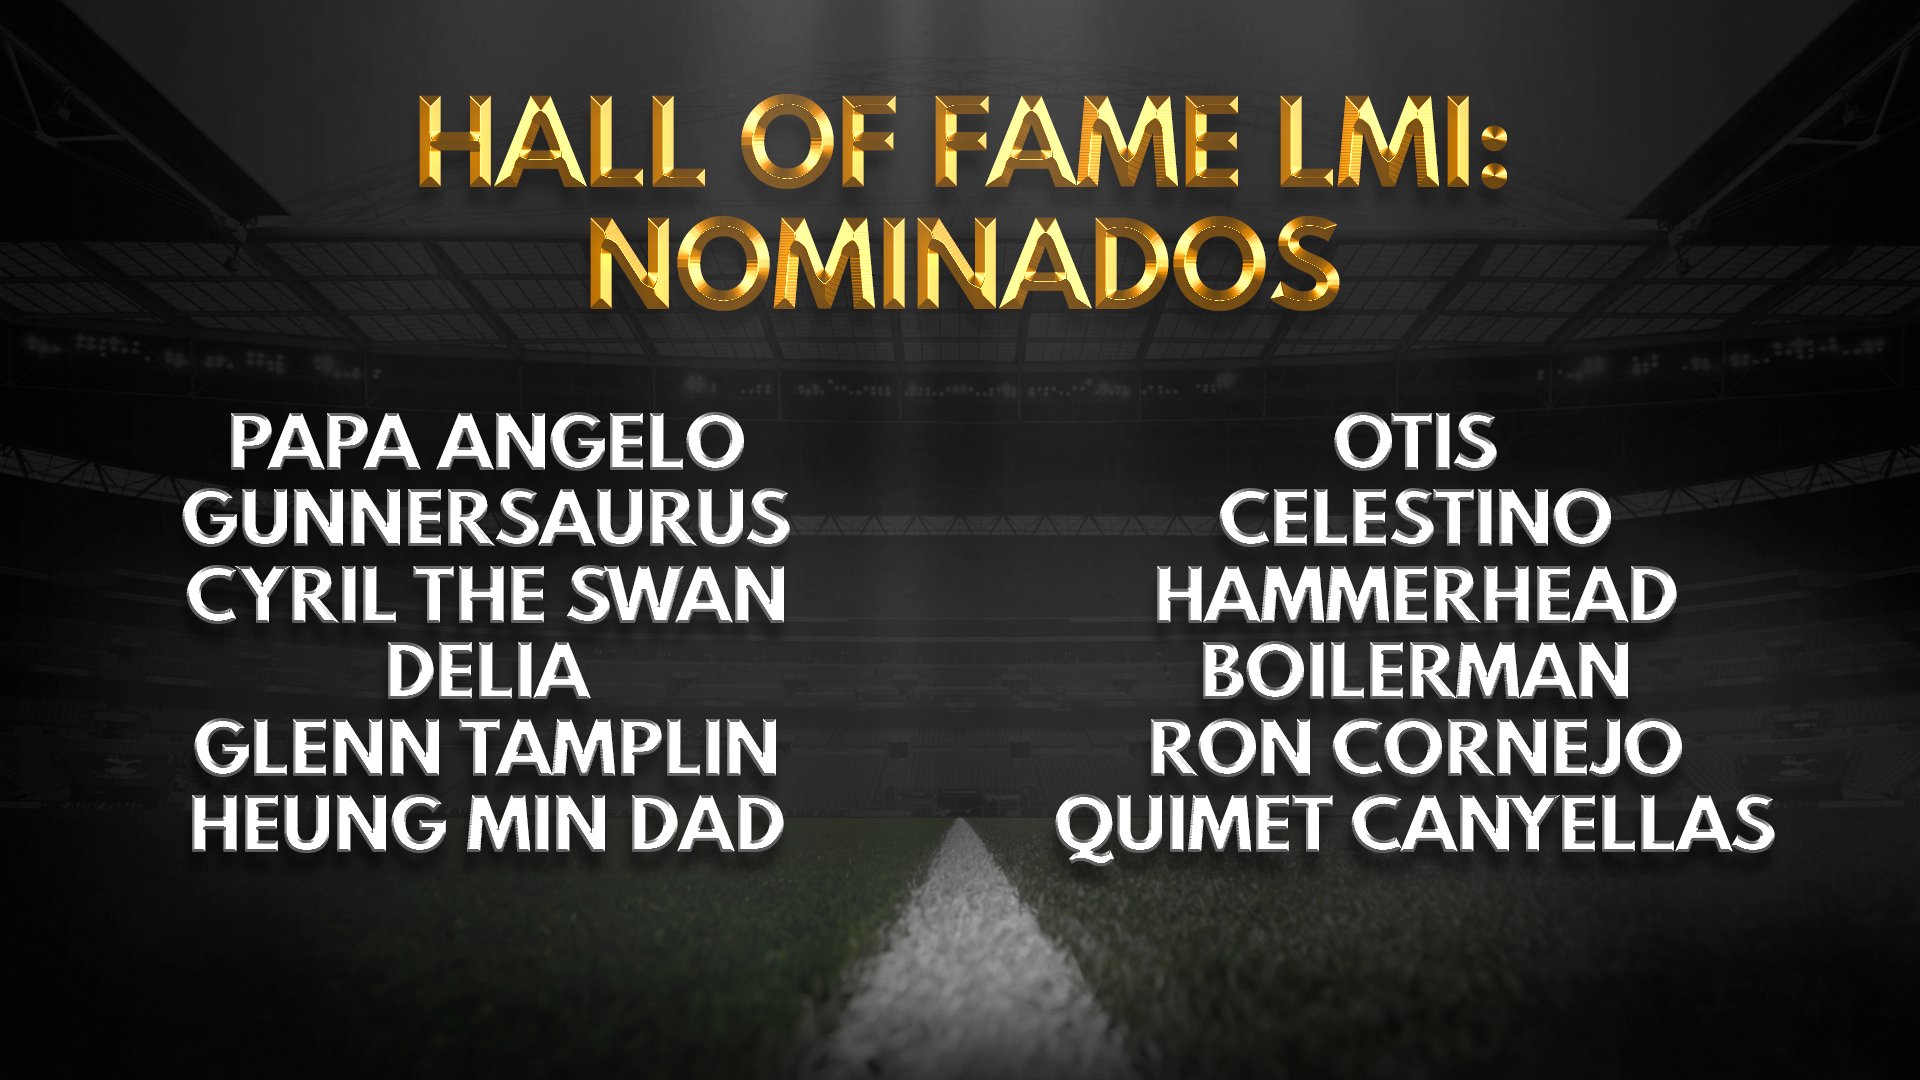 HALL OF FAME LMI:
NOMINADOS
PAPA ANGELO
GUNNERSAURUS
CYRIL THE SWAN
DELIA
GLENN TAMPLIN
HEUNG MIN DAD
OTIS
CELESTINO
HAMMERHEAD
BOILERMAN
RON CORNEJO
QUIMET CANYELLAS